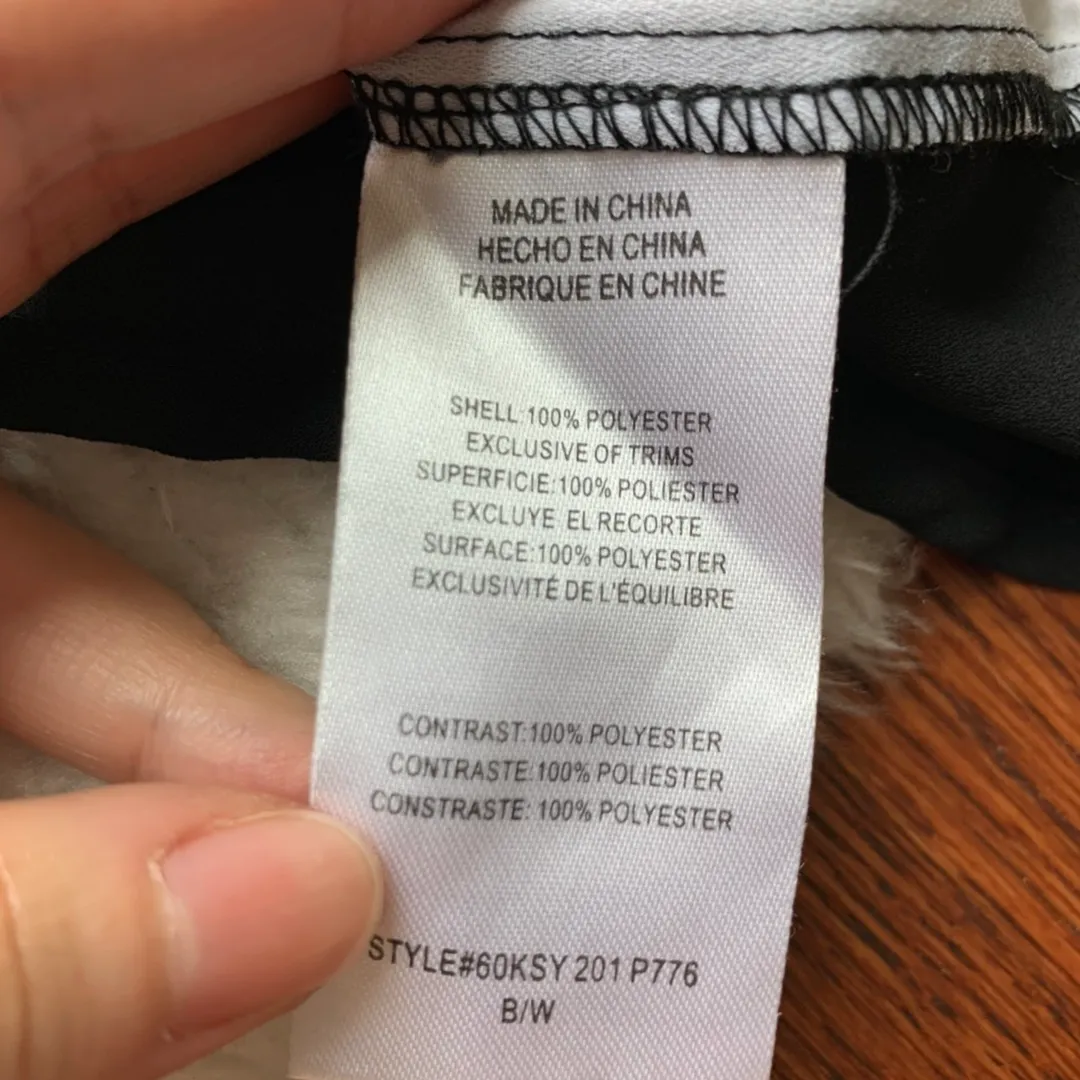 MADE IN CHINA
HECHO EN CHINA
FABRIQUE EN CHINE
SHELL:100% POLYESTER
EXCLUSIVE OF TRIMS
SUPERFICIE:100% POLIESTER
EXCLUYE EL RECORTE
SURFACE:100% POLYESTER
EXCLUSIVITÉ DE L'ÉQUILIBRE
CONTRAST:100% POLYESTER
CONTRASTE:100% POLIESTER
CONSTRASTE: 100% POLYESTER
STYLE#60KSY 201 P776
B/W